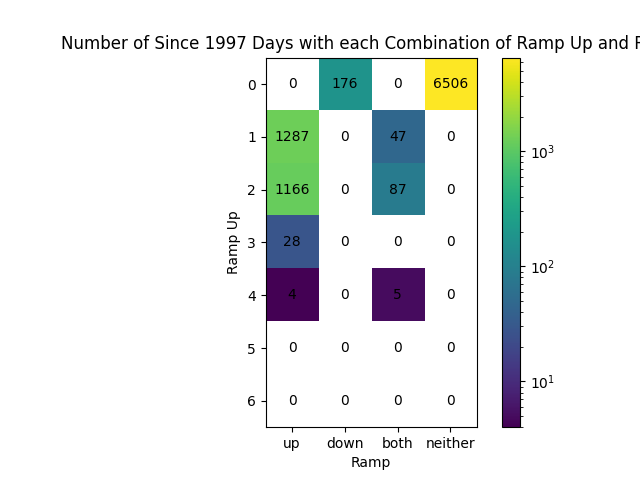 Number of Since 1997 Days with each Combination of Ramp Up and
0 0 176 0 6506
1 1287 0 47 0
2 1166 0 87 0
3 28 0 0 0
4 4 0 5 0
5 0 0 0 0
6 0 0 0 0
up down both neither
Ramp
Ramp Up
10³
10²
10¹